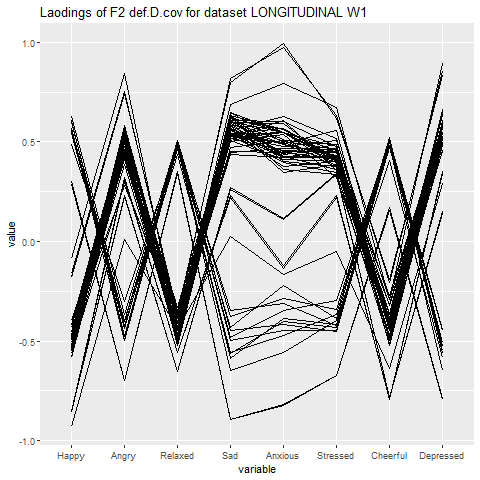 Laodings of F2 def.D.cov for dataset LONGITUDINAL W1
1.0
0.5
0.0
-0.5
-1.0
value
Happy Angry Relaxed Sad Anxious Stressed Cheerful Depressed
variable